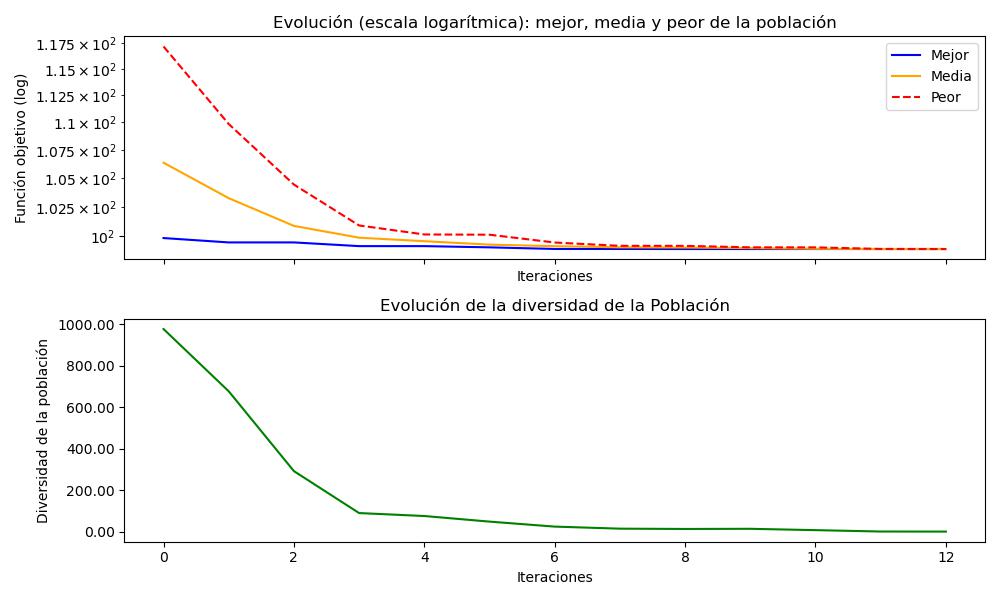 Evolución (escala logarítmica): mejor, media y peor de la población
Función objetivo (log)
1.175 × 10²
1.15 × 10²
1.125 × 10²
1.1 × 10²
1.075 × 10²
1.05 × 10²
1.025 × 10²
10²
Mejor
Media
Peor
Iteraciones
Evolución de la diversidad de la Población
Diversidad de la población
1000.00
800.00
600.00
400.00
200.00
0.00
0 2 4 6 8 10 12
Iteraciones